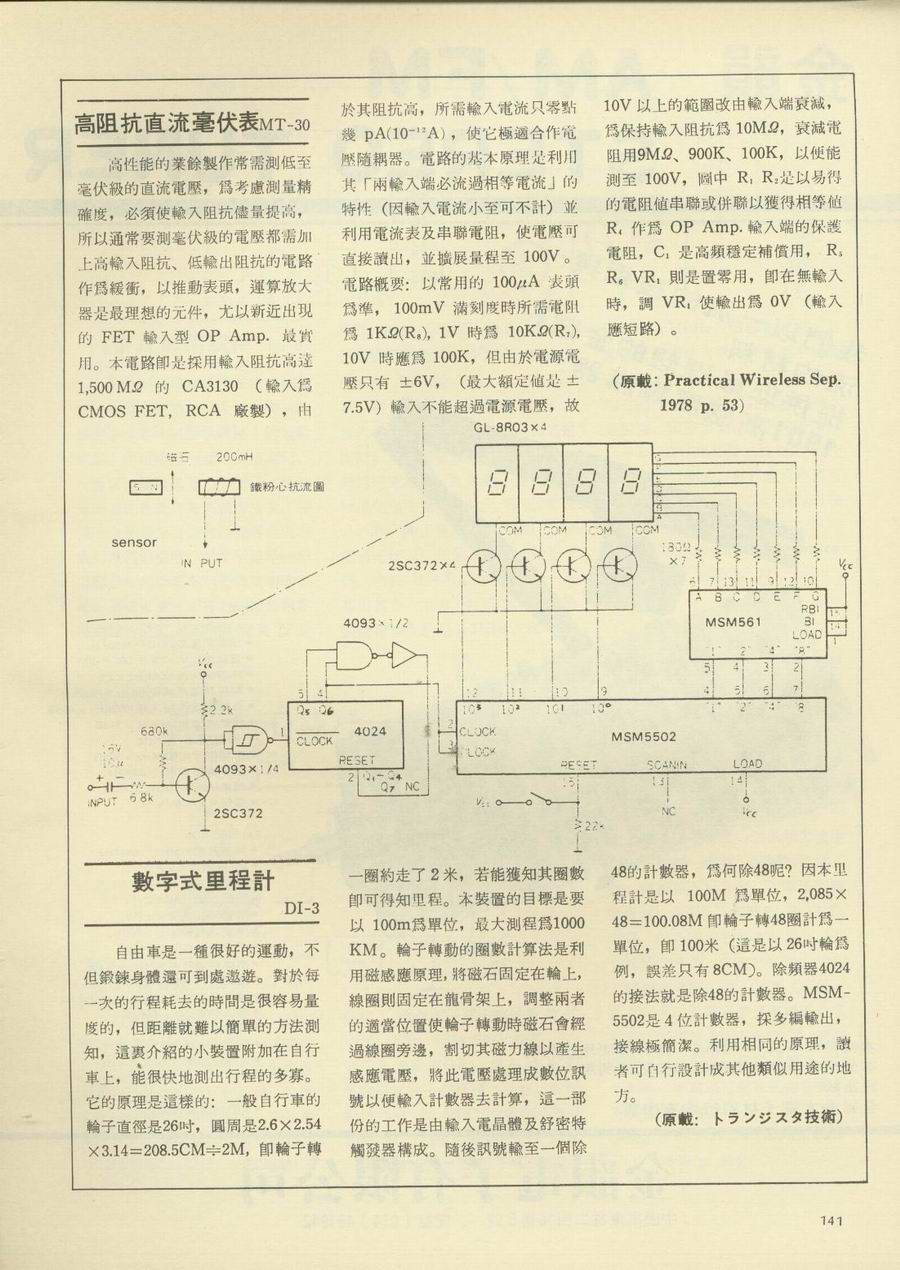 高阻抗直流毫伏表MT-30
高性能的業餘製作常需測低至
毫伏級的直流電壓，爲考慮測量精
確度，必須使輸入阻抗儘量提高，
所以通常要測毫伏級的電壓都需加
上高輸入阻抗、低輸出阻抗的電路
作爲緩衝，以推動表頭，運算放大
器是最理想的元件，尤以新近出現
的 FET 輸入型 OP Amp. 最實
用。本電路卽是採用輸入阻抗高達
1,500 MΩ 的 CA3130 （輸入爲
CMOS FET, RCA 廠製），由
於其阻抗高，所需輸入電流只零點
幾 pA(10⁻¹²A)，使它極適合作電
壓隨耦器。電路的基本原理是利用
其「兩輸入端必流過相等電流」的
特性（因輸入電流小至可不計）並
利用電流表及串聯電阻，使電壓可
直接讀出，並擴展量程至 100V。
電路概要: 以常用的 100μA 表頭
爲準， 100mV 滿刻度時所需電阻
爲 1KΩ(R₈), 1V 時爲 10KΩ(R₇),
10V 時應爲 100K，但由於電源電
壓只有 ±6V, （最大額定値是 ±
7.5V）輸入不能超過電源電壓，故
10V 以上的範圍改由輸入端衰減，
爲保持輸入阻抗爲 10MΩ，衰減電
阻用9MΩ、900K、100K，以便能
測至 100V，圖中 R₁ R₂是以易得
的電阻値串聯或併聯以獲得相等値
R₄ 作爲 OP Amp. 輸入端的保護
電阻，C₁ 是高頻穩定補償用， R₅
R₆ VR₁ 則是置零用，卽在無輸入
時，調 VR₁ 使輸出爲 0V （輸入
應短路）。
（原載: Practical Wireless Sep.
1978 p. 53）
GL-8R03×4
磁石 200mH
S N
鐵粉心抗流圈
sensor
IN PUT
COM COM COM COM
180Ω
×7
2SC372×4
Vcc
6 7 13 11 9 12 10
A B C D E F G
RBI
BI
LOAD
MSM561
"1" "2" "4" "8"
5 4 3 2
4093×1/2
12 11 10 9
10³ 10² 10¹ 10⁰
4 5 6 7
"1" "2" "4" "8
Vcc
2.2k
5 4
Q₅ Q₆
680k
1
CLOCK 4024
RESET
4093×1/4
2
Q₁~Q₄
Q₇ NC
16V
10μ
+ −
INPUT 6.8k
2SC372
2
CLOCK
3
CLOCK
MSM5502
RESET SCANIN LOAD
15 13 14
Vcc
NC
Vcc
22k
數字式里程計
DI-3
自由車是一種很好的運動，不
但鍛鍊身體還可到處遨遊。對於每
一次的行程耗去的時間是很容易量
度的，但距離就難以簡單的方法測
知，這裏介紹的小裝置附加在自行
車上，能很快地測出行程的多寡。
它的原理是這樣的: 一般自行車的
輪子直徑是26吋，圓周是2.6×2.54
×3.14=208.5CM≑2M，卽輪子轉
一圈約走了 2 米，若能獲知其圈數
卽可得知里程。本裝置的目標是要
以 100m爲單位，最大測程爲1000
KM。輪子轉動的圈數計算法是利
用磁感應原理，將磁石固定在輪上，
線圈則固定在龍骨架上，調整兩者
的適當位置使輪子轉動時磁石會經
過線圈旁邊，割切其磁力線以產生
感應電壓，將此電壓處理成數位訊
號以便輸入計數器去計算，這一部
份的工作是由輸入電晶體及舒密特
觸發器構成。隨後訊號輸至一個除
48的計數器，爲何除48呢? 因本里
程計是以 100M 爲單位，2,085×
48=100.08M 卽輪子轉48圈計爲一
單位，卽 100米（這是以 26吋輪爲
例，誤差只有 8CM）。除頻器4024
的接法就是除48的計數器。MSM-
5502是 4 位計數器，採多編輸出，
接線極簡潔。利用相同的原理，讀
者可自行設計成其他類似用途的地
方。
（原載: トランジスタ技術）
141